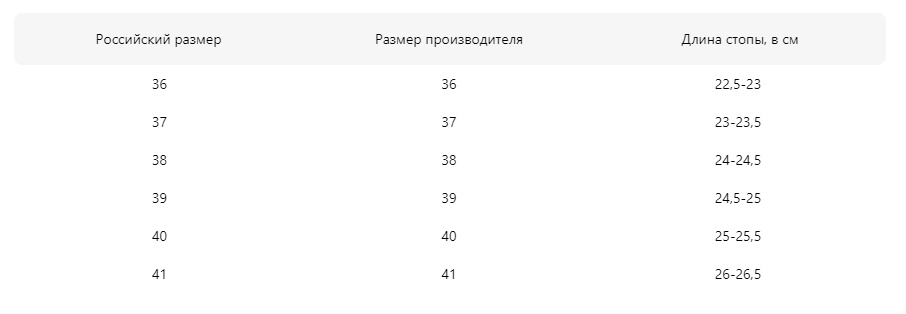 Российский размер Размер производителя Длина стопы, в см
36 36 22,5-23
37 37 23-23,5
38 38 24-24,5
39 39 24,5-25
40 40 25-25,5
41 41 26-26,5